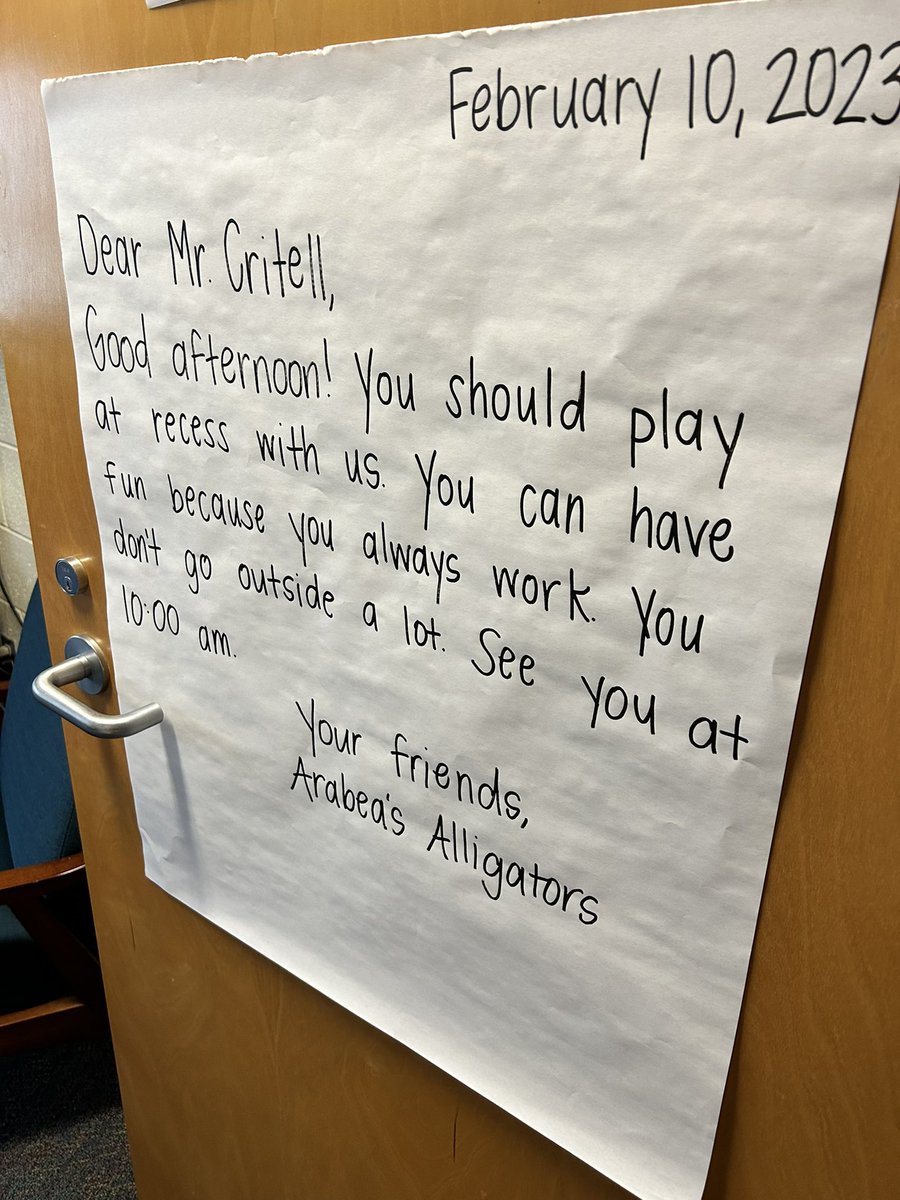 February 10, 2023
Dear Mr. Critell,
Good afternoon! You should play
at recess with us. You can have
fun because you always work. You
don't go outside a lot. See you at
10:00 am.
Your friends,
Arabea's Alligators